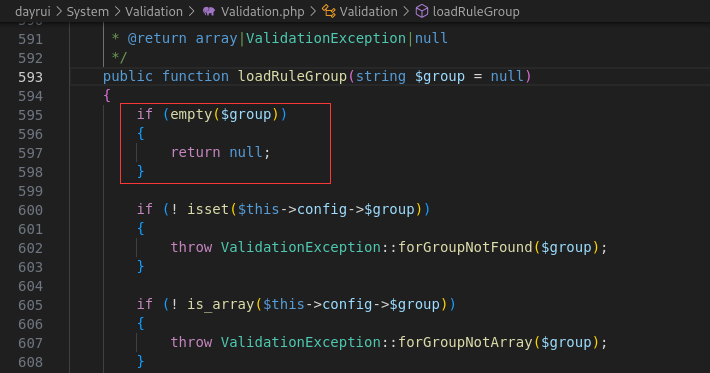 dayrui > System > Validation > Validation.php > Validation > loadRuleGroup
590
591 * @return array|ValidationException|null
592 */
593 public function loadRuleGroup(string $group = null)
594 {
595 if (empty($group))
596 {
597 return null;
598 }
599
600 if (! isset($this->config->$group))
601 {
602 throw ValidationException::forGroupNotFound($group);
603 }
604
605 if (! is_array($this->config->$group))
606 {
607 throw ValidationException::forGroupNotArray($group);
608 }